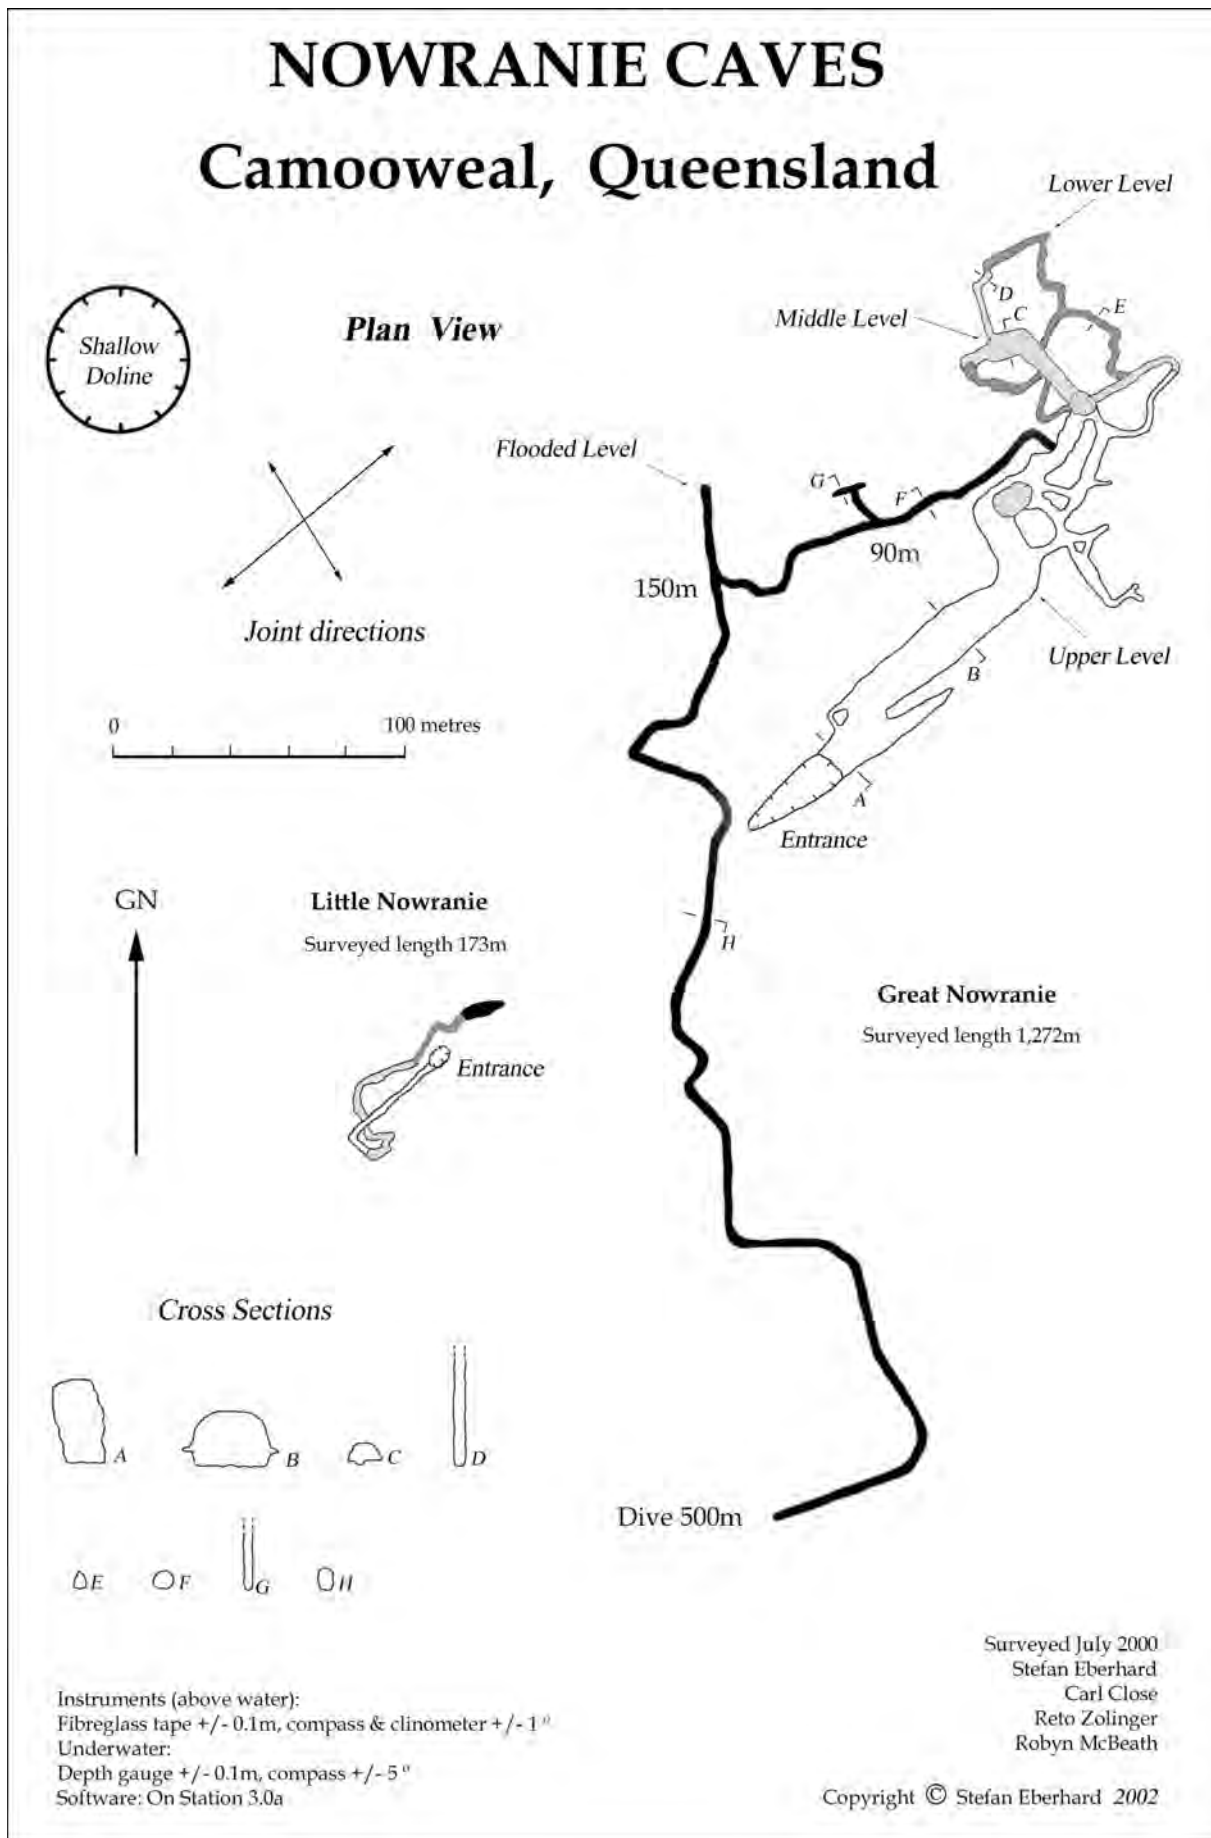 NOWRANIE CAVES
Camooweal, Queensland
Lower Level
Shallow
Doline
Plan View
Middle Level
D
C
E
Flooded Level
G
F
90m
150m
Joint directions
Upper Level
B
0
100 metres
A
Entrance
GN
Little Nowranie
Surveyed length 173m
H
Great Nowranie
Surveyed length 1,272m
Entrance
Cross Sections
A
B
C
D
Dive 500m
E
F
G
H
Surveyed July 2000
Stefan Eberhard
Carl Close
Reto Zolinger
Robyn McBeath
Instruments (above water):
Fibreglass tape +/- 0.1m, compass & clinometer +/- 1 º
Underwater:
Depth gauge +/- 0.1m, compass +/- 5 º
Software: On Station 3.0a
Copyright © Stefan Eberhard 2002